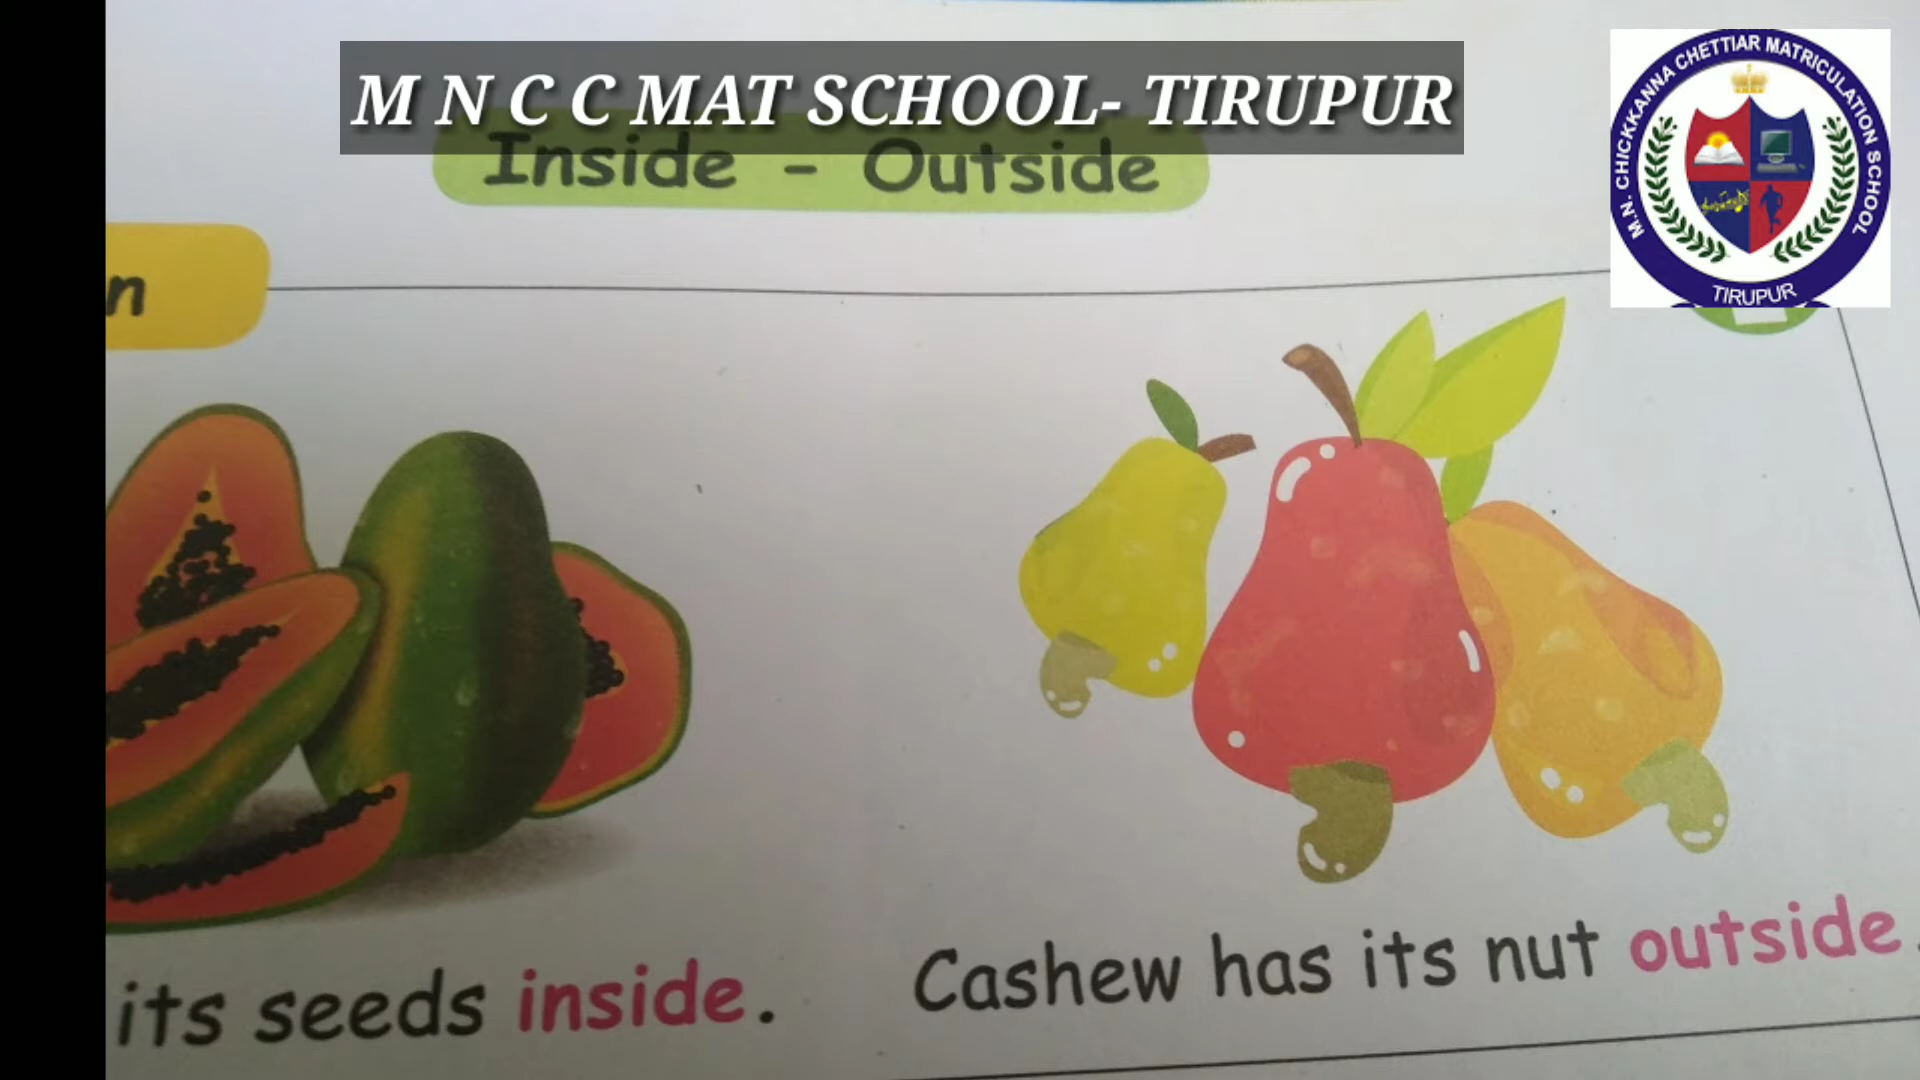 M N C C MAT SCHOOL- TIRUPUR
Inside - Outside
M.N. CHICKKANNA CHETTIAR MATRICULATION SCHOOL
TIRUPUR
n
its seeds inside.
Cashew has its nut outside.